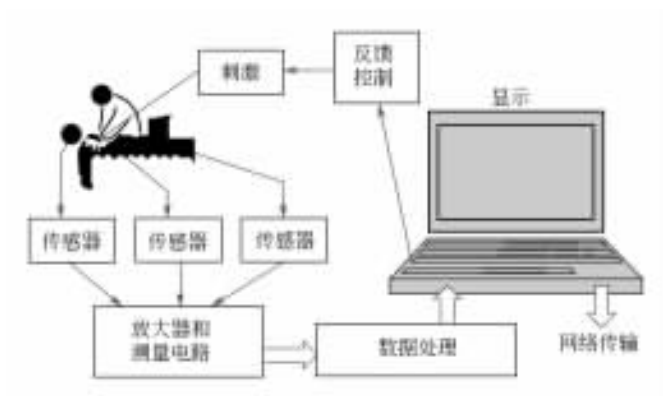 反馈
控制
刺激
显示
传感器
传感器
传感器
放大器和
测量电路
数据处理
网络传输